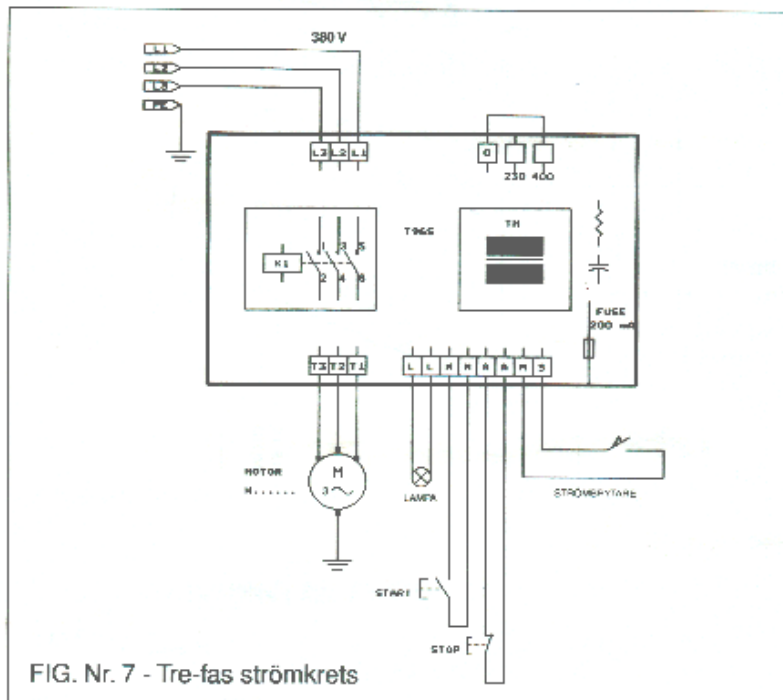 380 V
L1
L2
L3
PE
L3 L2 L1
0
230 400
T965
TM
K1
1 3 5
2 4 6
FUSE
200 mA
T3 T2 T1
L L M M A A M S
MOTOR
M......
M
3
LAMPA
STRÖMBRYTARE
START
STOP
FIG. Nr. 7 - Tre-fas strömkrets